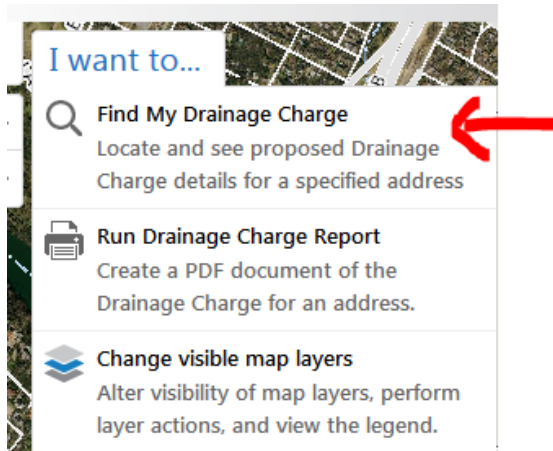 I want to...
Find My Drainage Charge
Locate and see proposed Drainage
Charge details for a specified address
Run Drainage Charge Report
Create a PDF document of the
Drainage Charge for an address.
Change visible map layers
Alter visibility of map layers, perform
layer actions, and view the legend.